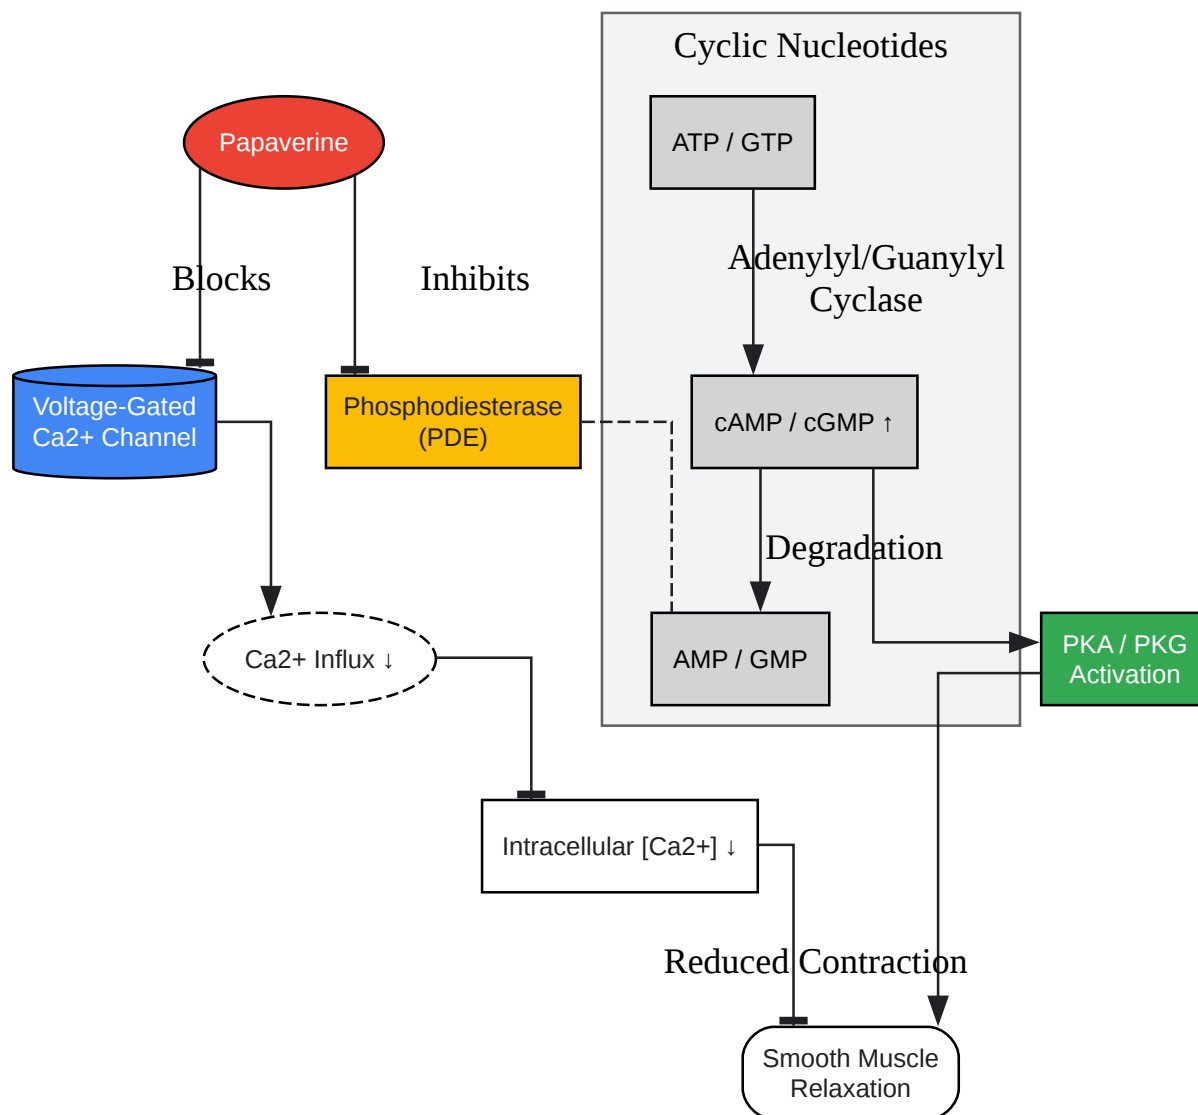 Cyclic Nucleotides
Papaverine
ATP / GTP
Blocks
Inhibits
Adenylyl/Guanylyl
Cyclase
Voltage-Gated
Ca2+ Channel
Phosphodiesterase
(PDE)
cAMP / cGMP ↑
Degradation
Ca2+ Influx ↓
AMP / GMP
PKA / PKG
Activation
Intracellular [Ca2+] ↓
Reduced Contraction
Smooth Muscle
Relaxation